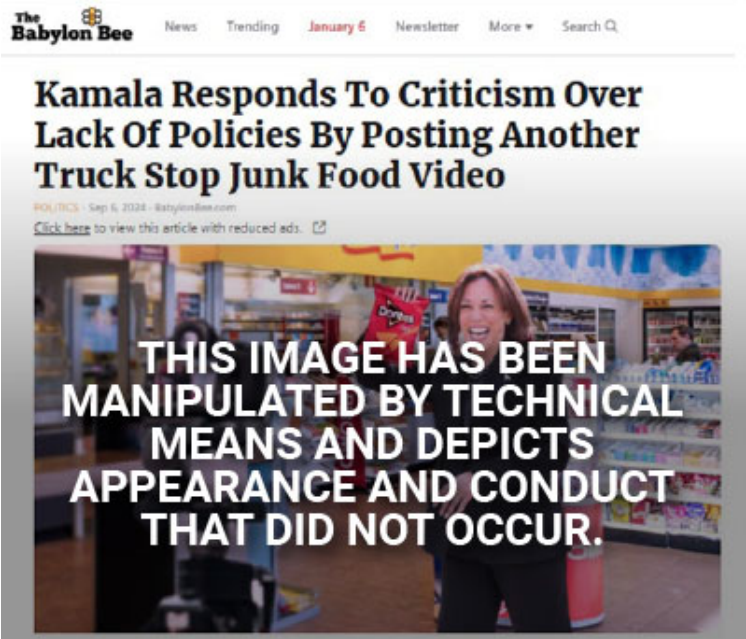 The
Babylon Bee
News Trending January 6 Newsletter More Search
Kamala Responds To Criticism Over
Lack Of Policies By Posting Another
Truck Stop Junk Food Video
POLITICS · Sep 6, 2024 · BabylonBee.com
Click here to view this article with reduced ads.
Doritos
THIS IMAGE HAS BEEN
MANIPULATED BY TECHNICAL
MEANS AND DEPICTS
APPEARANCE AND CONDUCT
THAT DID NOT OCCUR.